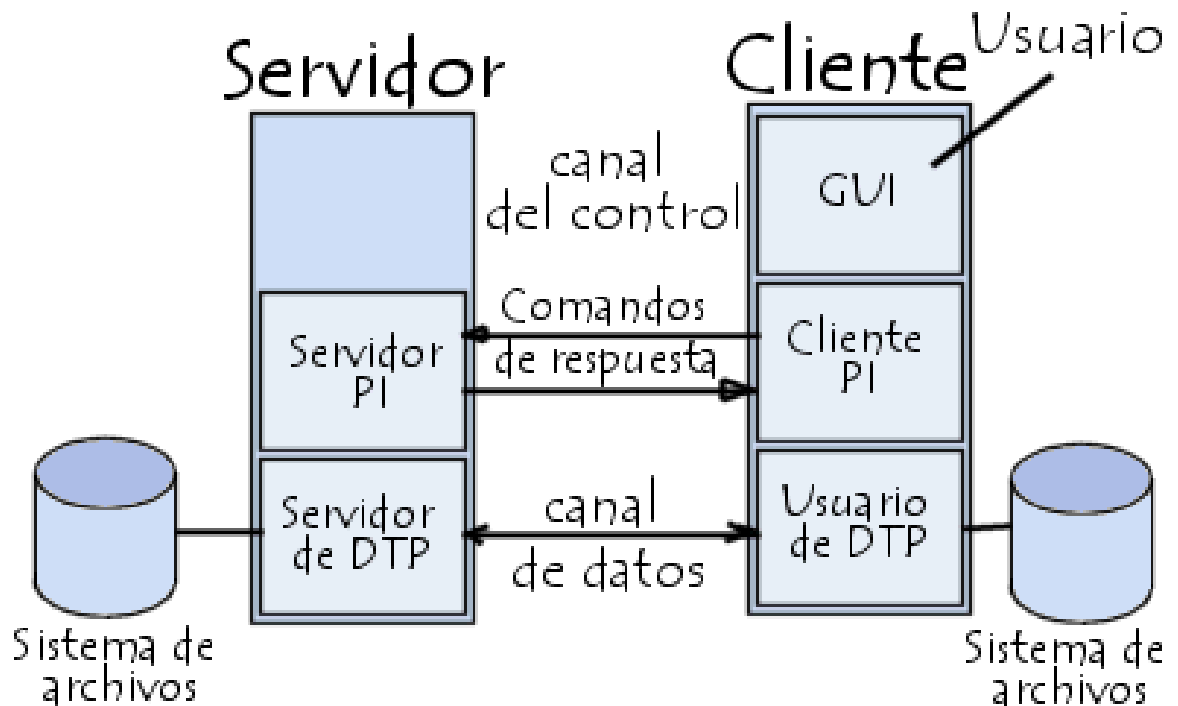 Servidor
Cliente
Usuario
canal
del control
GUI
Comandos
de respuesta
Servidor
PI
Cliente
PI
Servidor
de DTP
canal
de datos
Usuario
de DTP
Sistema de
archivos
Sistema de
archivos